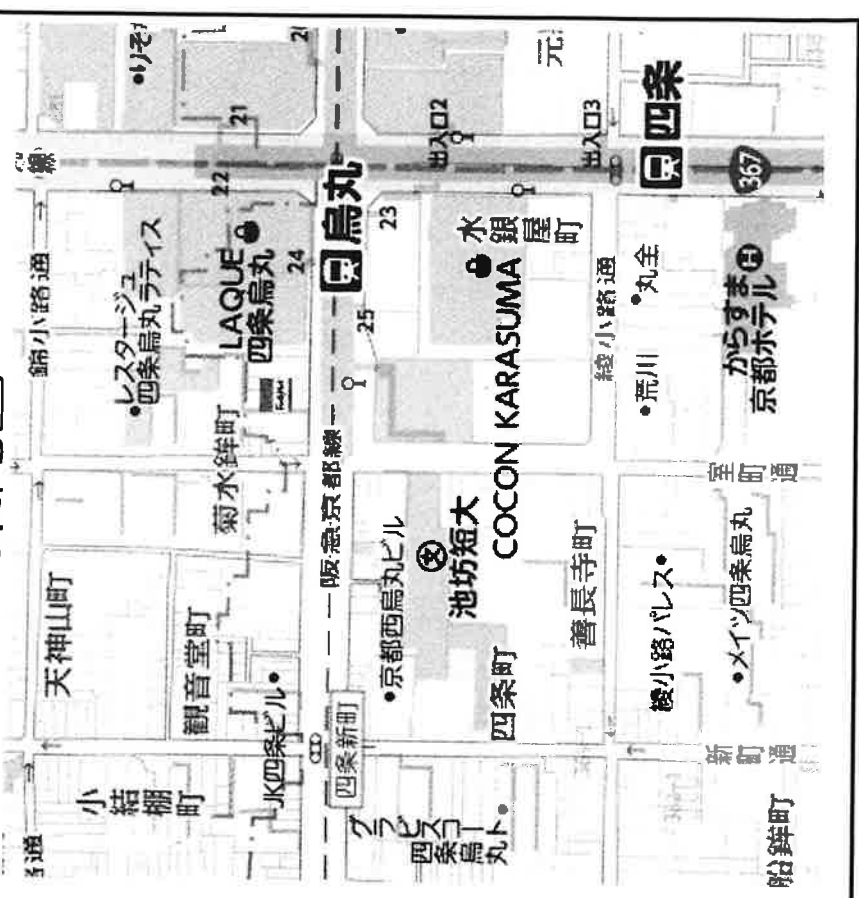 天神山町
錦小路通
小結棚町
観音堂町
菊水鉾町
•レスタージュ
四条烏丸ラティス
LAQUE
四条烏丸
22
21
24
JK四条ビル•
四条新町
阪急京都線
烏丸
25
23
グラビスコート
四条烏丸
•京都西烏丸ビル
池坊短大
四条町
COCON KARASUMA
水銀屋町
出入口2
善長寺町
綾小路通
出入口3
綾小路パレス•
•荒川
•丸全
四条
新町通
•メイツ四条烏丸
室町通
からすま
京都ホテル
367
船鉾町